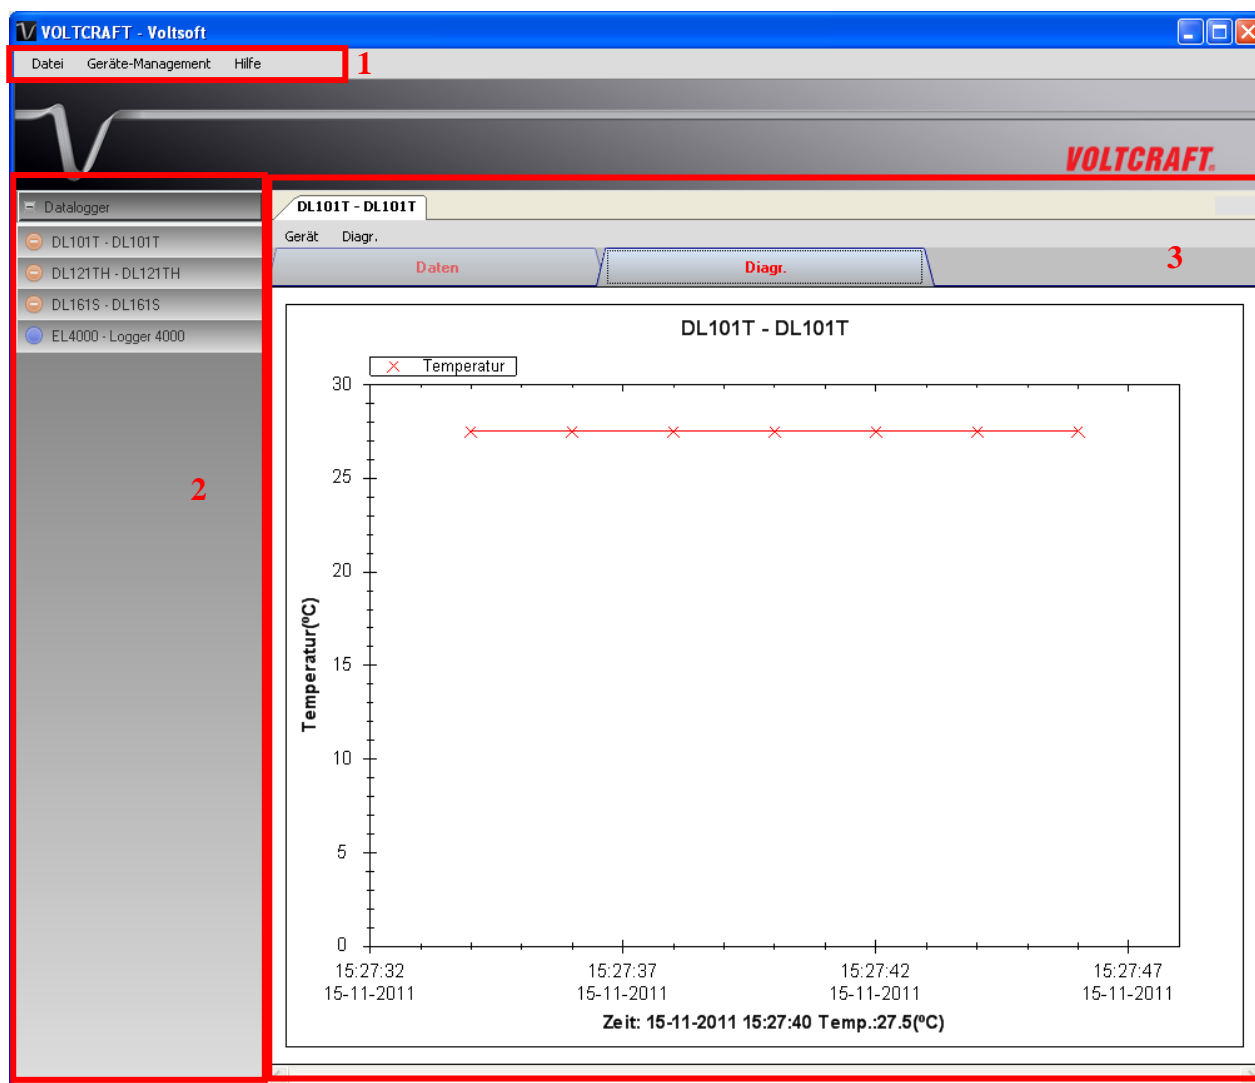 VOLTCRAFT - Voltsoft
Datei Geräte-Management Hilfe
1
VOLTCRAFT.
Datalogger
DL101T - DL101T
DL121TH - DL121TH
DL161S - DL161S
EL4000 - Logger 4000
2
DL101T - DL101T
Gerät Diagr.
Daten Diagr.
3
DL101T - DL101T
Temperatur
30
25
20
15
10
5
0
Temperatur(ºC)
15:27:32 15:27:37 15:27:42 15:27:47
15-11-2011 15-11-2011 15-11-2011 15-11-2011
Zeit: 15-11-2011 15:27:40 Temp.:27.5(ºC)